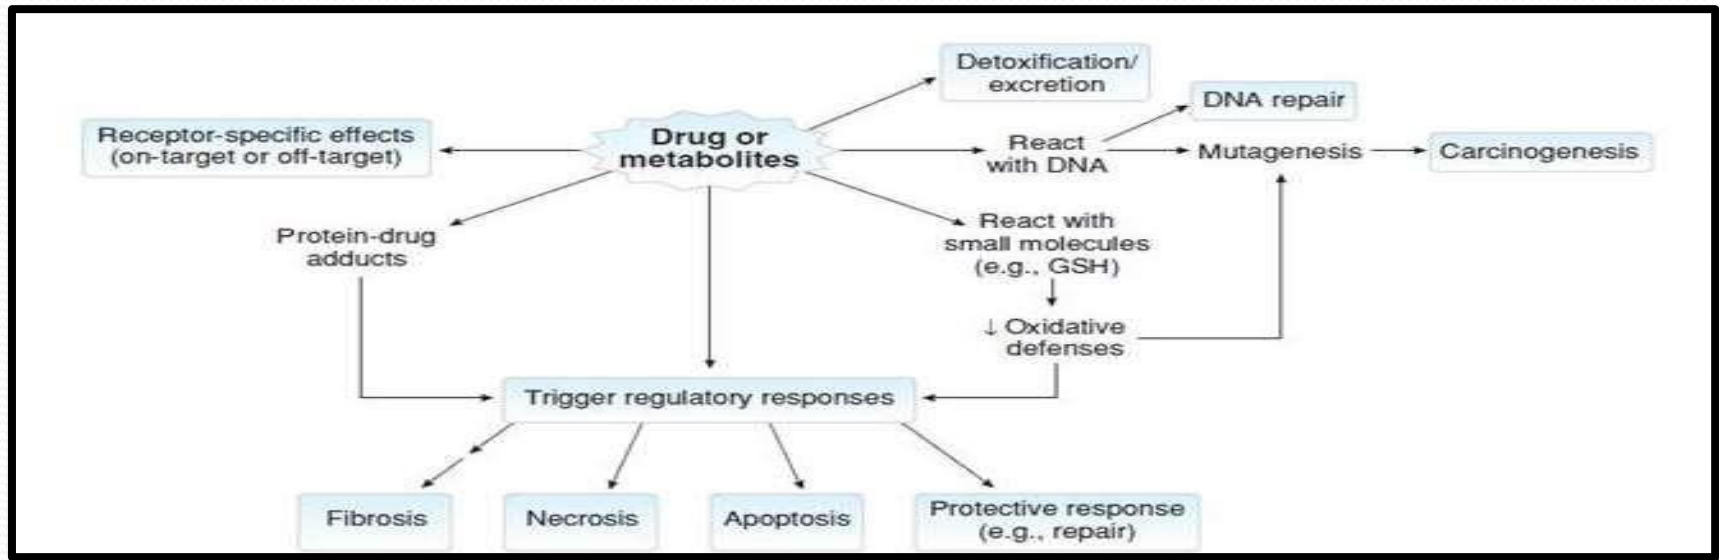 Detoxification/
excretion
DNA repair
Receptor-specific effects
(on-target or off-target)
Drug or
metabolites
React
with DNA
Mutagenesis
Carcinogenesis
Protein-drug
adducts
React with
small molecules
(e.g., GSH)
↓ Oxidative
defenses
Trigger regulatory responses
Fibrosis
Necrosis
Apoptosis
Protective response
(e.g., repair)